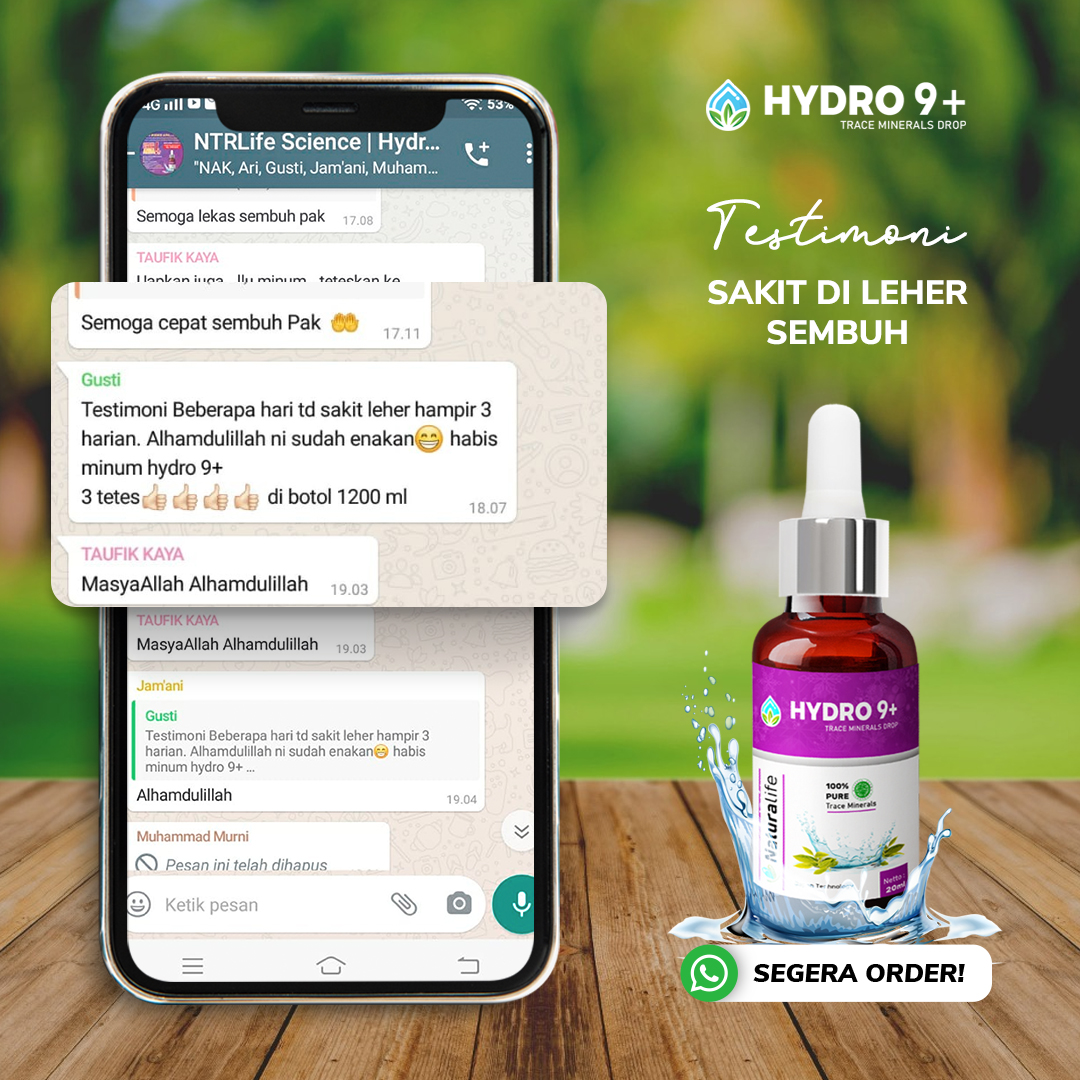 4G
53%
NTRLife Science | Hydr...
"NAK, Ari, Gusti, Jam'ani, Muham...
Semoga lekas sembuh pak 17.08
TAUFIK KAYA
Semoga cepat sembuh Pak 🤲 17.11
Gusti
Testimoni Beberapa hari td sakit leher hampir 3
harian. Alhamdulillah ni sudah enakan😁 habis
minum hydro 9+
3 tetes👍🏻👍🏻👍🏻👍🏻 di botol 1200 ml 18.07
TAUFIK KAYA
MasyaAllah Alhamdulillah 19.03
TAUFIK KAYA
MasyaAllah Alhamdulillah 19.03
Jam'ani
Gusti
Testimoni Beberapa hari td sakit leher hampir 3
harian. Alhamdulillah ni sudah enakan😁 habis
minum hydro 9+ ...
Alhamdulillah 19.04
Muhammad Murni
Pesan ini telah dihapus
Ketik pesan
HYDRO 9+
TRACE MINERALS DROP
Testimoni
SAKIT DI LEHER
SEMBUH
HYDRO 9+
TRACE MINERALS DROP
Naturalife
100%
PURE
Trace Minerals
Netto :
20ml
SEGERA ORDER!